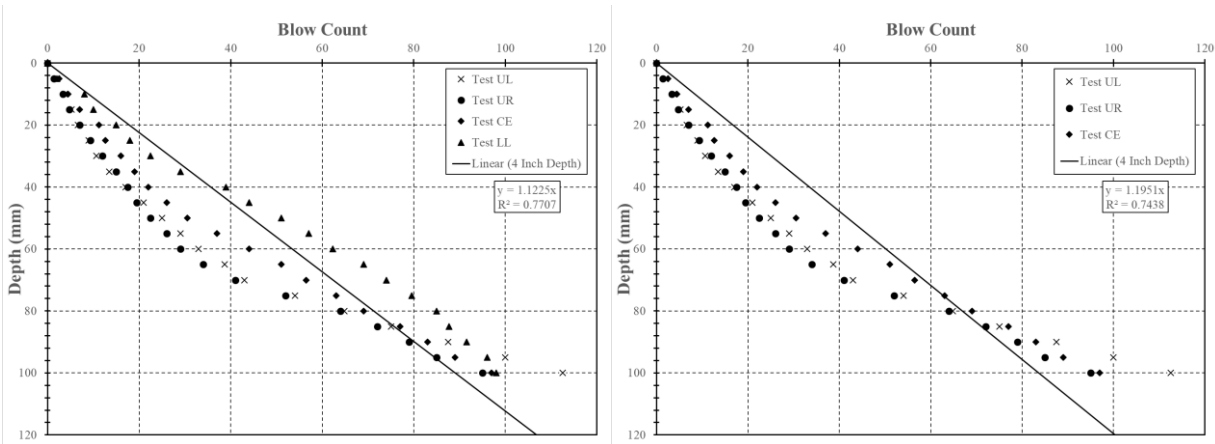 Blow Count
0 20 40 60 80 100 120
0
20
40
60
80
100
120
Depth (mm)
Test UL
Test UR
Test CE
Test LL
Linear (4 Inch Depth)
y = 1.1225x
R² = 0.7707
Blow Count
0 20 40 60 80 100 120
0
20
40
60
80
100
120
Depth (mm)
Test UL
Test UR
Test CE
Linear (4 Inch Depth)
y = 1.1951x
R² = 0.7438